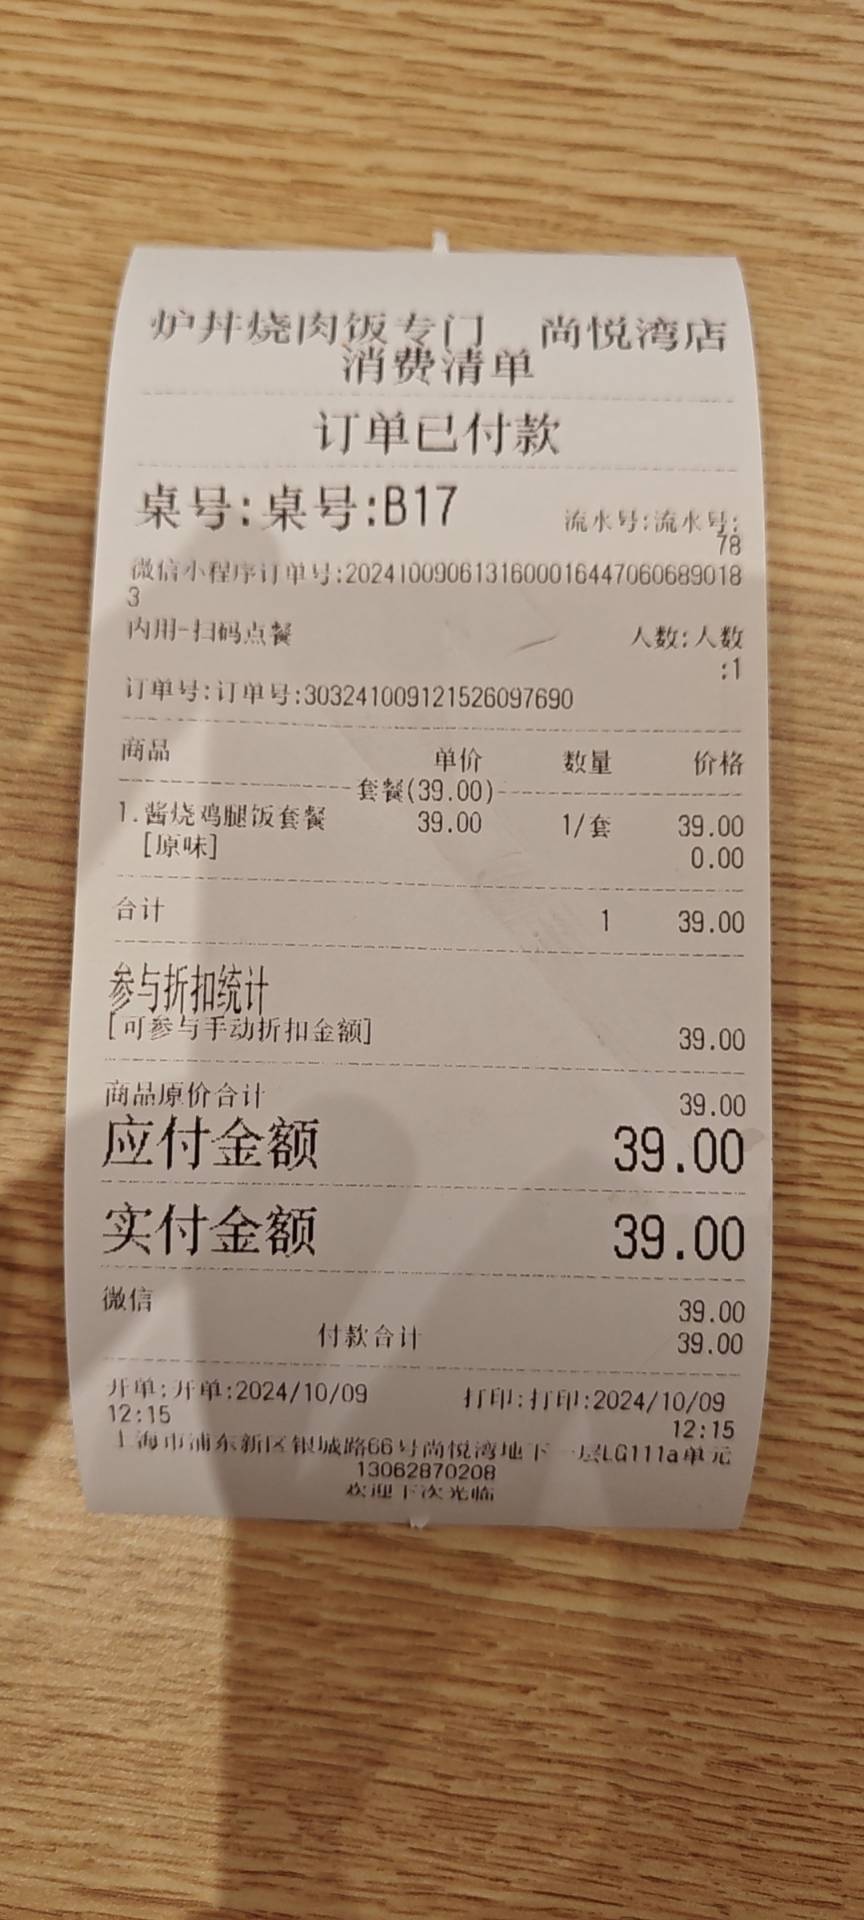 炉丼烧肉饭专门 尚悦湾店
消费清单
订单已付款
桌号:桌号:B17 流水号:流水号:
78
微信小程序订单号:2024100906131600016447060689018
3
内用-扫码点餐 人数:人数
:1
订单号:订单号:303241009121526097690
商品 单价 数量 价格
套餐(39.00)
1.酱烧鸡腿饭套餐 39.00 1/套 39.00
[原味] 0.00
合计 1 39.00
参与折扣统计
[可参与手动折扣金额] 39.00
商品原价合计 39.00
应付金额 39.00
实付金额 39.00
微信 39.00
付款合计 39.00
开单:开单:2024/10/09 打印:打印:2024/10/09
12:15 12:15
上海市浦东新区银城路66号尚悦湾地下一层LG111a单元
13062870208
欢迎下次光临